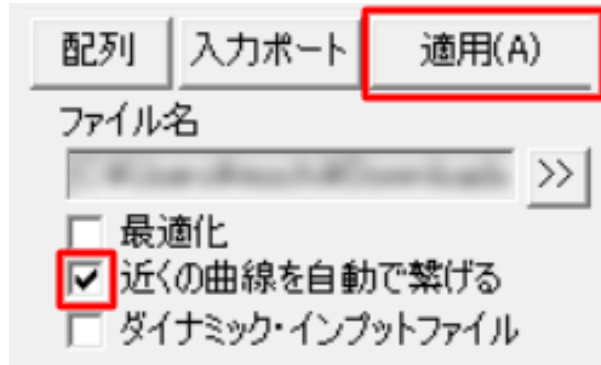 配列 入力ポート 適用(A)
ファイル名
>>
最適化
近くの曲線を自動で繋げる
ダイナミック・インプットファイル